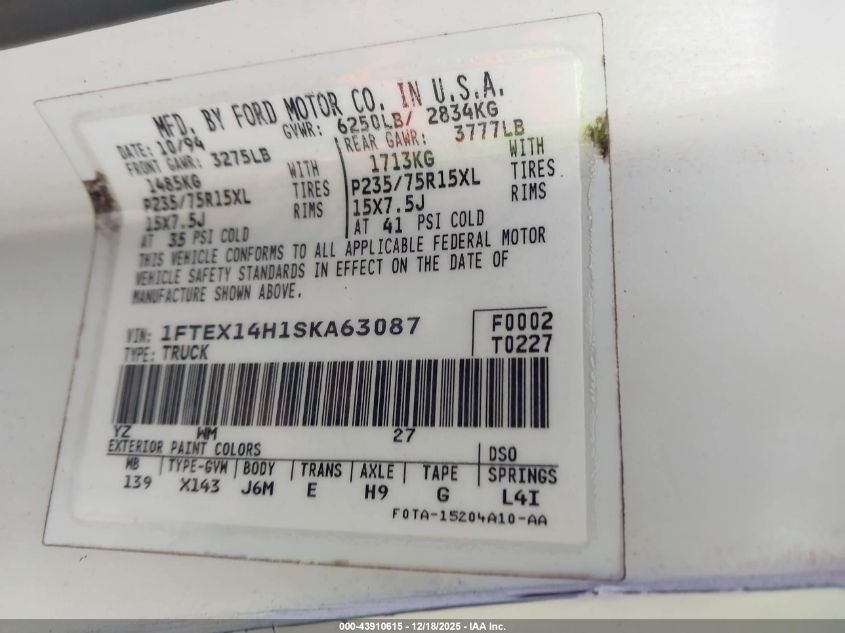 MFD. BY FORD MOTOR CO. IN U.S.A.
DATE: 10/94 GVWR: 6250LB/ 2834KG
FRONT GAWR: 3275LB REAR GAWR: 3777LB
1485KG WITH 1713KG WITH
P235/75R15XL TIRES P235/75R15XL TIRES
15X7.5J RIMS 15X7.5J RIMS
AT 35 PSI COLD AT 41 PSI COLD
THIS VEHICLE CONFORMS TO ALL APPLICABLE FEDERAL MOTOR
VEHICLE SAFETY STANDARDS IN EFFECT ON THE DATE OF
MANUFACTURE SHOWN ABOVE.
VIN: 1FTEX14H1SKA63087 F0002
TYPE: TRUCK T0227
YZ WM 27
EXTERIOR PAINT COLORS DSO
WB TYPE-GVW BODY TRANS AXLE TAPE SPRINGS
139 X143 J6M E H9 G L4I
F0TA-15204A10-AA
000-43910615 - 12/18/2025 - IAA Inc.